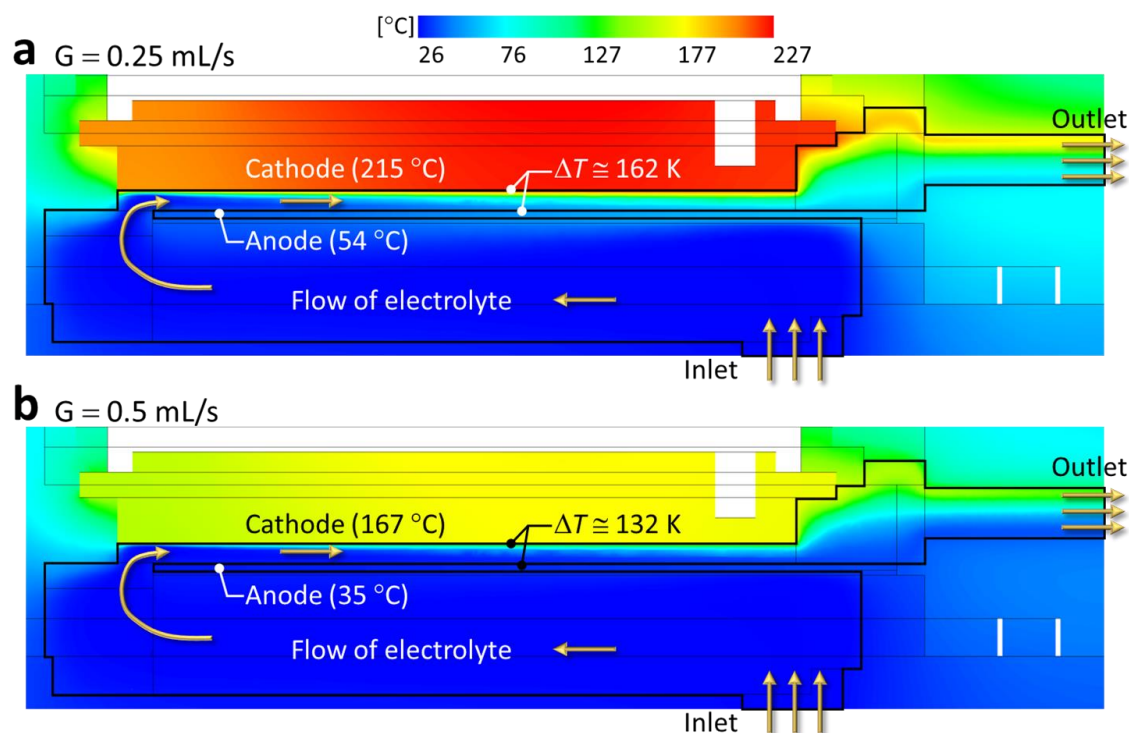 [°C]
26 76 127 177 227
a G = 0.25 mL/s
Outlet
Cathode (215 °C) ΔT ≅ 162 K
Anode (54 °C)
Flow of electrolyte
Inlet
b G = 0.5 mL/s
Outlet
Cathode (167 °C) ΔT ≅ 132 K
Anode (35 °C)
Flow of electrolyte
Inlet